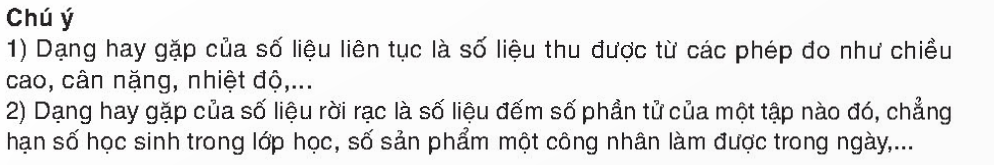 Chú ý
1) Dạng hay gặp của số liệu liên tục là số liệu thu được từ các phép đo như chiều
cao, cân nặng, nhiệt độ,...
2) Dạng hay gặp của số liệu rời rạc là số liệu đếm số phần tử của một tập nào đó, chẳng
hạn số học sinh trong lớp học, số sản phẩm một công nhân làm được trong ngày,...